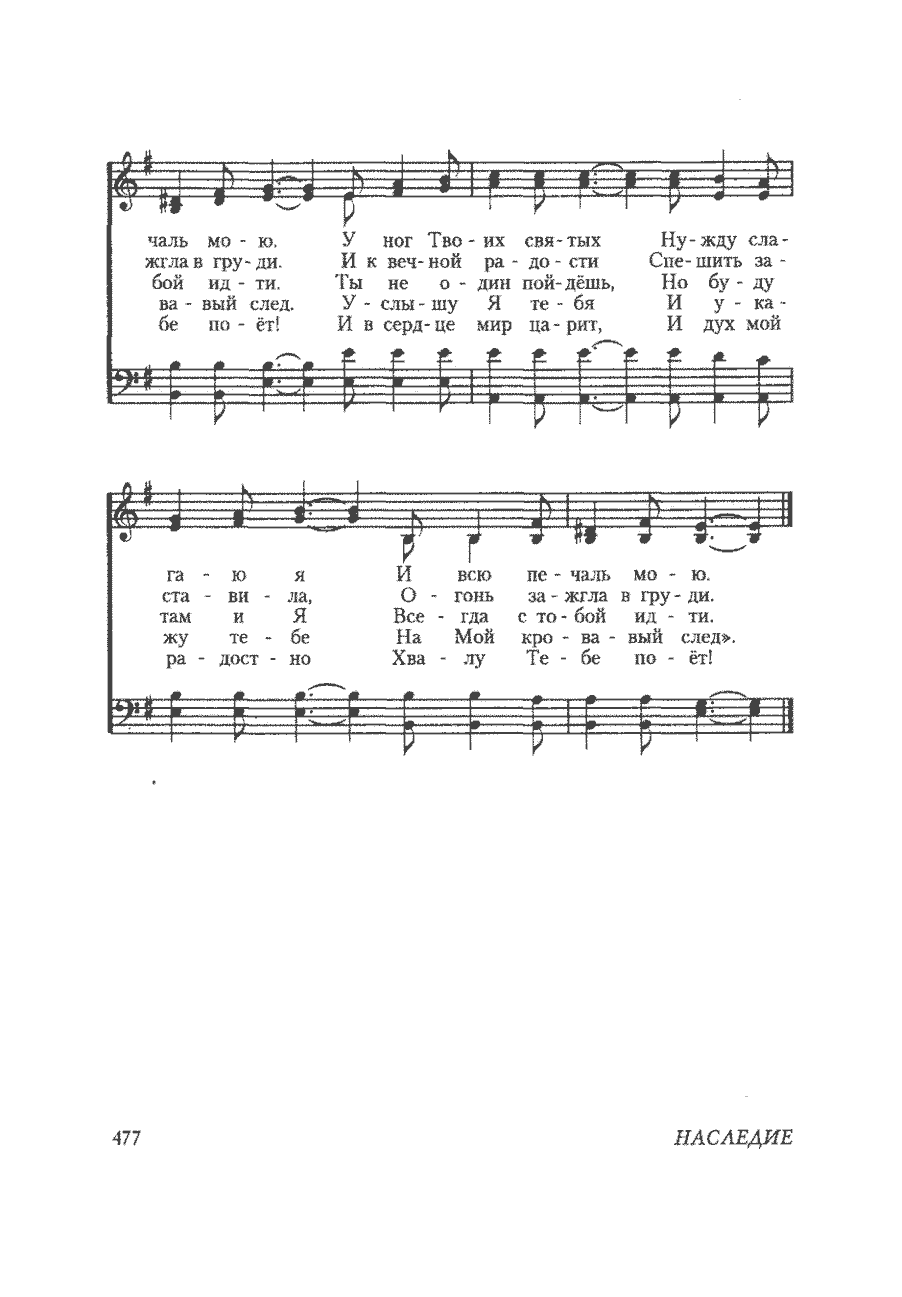 чаль мо - ю. У ног Тво - их свя - тых Ну - жду сла -
жгла в гру - ди. И к веч - ной ра - до - сти Спе - шить за -
бой ид - ти. Ты не о - дин пой - дёшь, Но бу - ду
ва - вый след. У - слы - шу Я те - бя И у - ка -
бе по - ёт! И в серд - це мир ца - рит, И дух мой
га - ю я И всю пе - чаль мо - ю.
ста - ви - ла, О - гонь за - жгла в гру - ди.
там и Я Все - гда с то - бой ид - ти.
жу те - бе На Мой кро - ва - вый след».
ра - дост - но Хва - лу Те - бе по - ёт!
477 НАСЛЕДИЕ